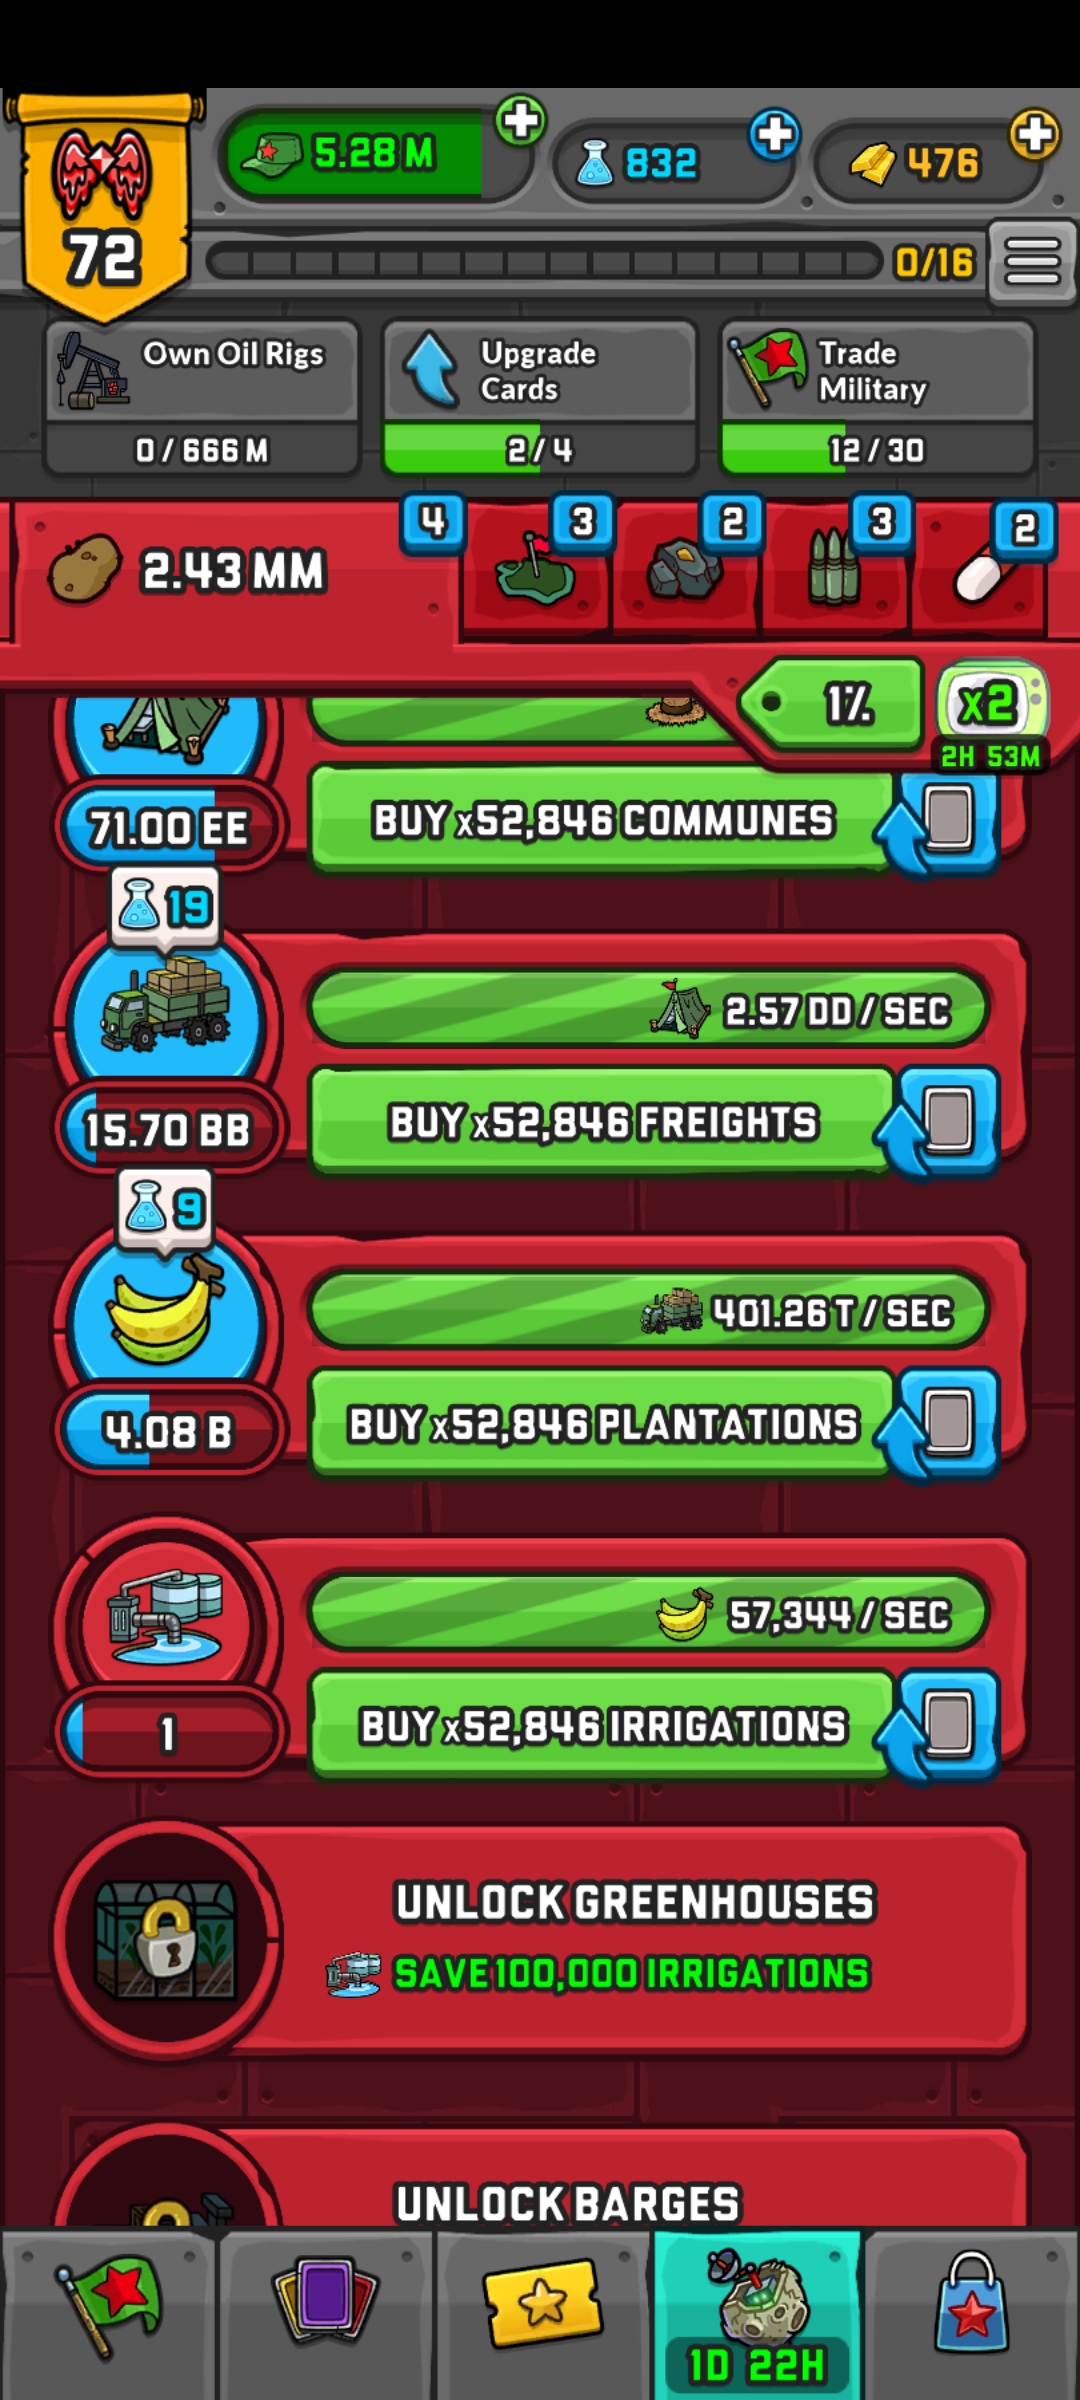 5.28 M
832
476
72
0/16
Own Oil Rigs
0 / 666 M
Upgrade
Cards
2 / 4
Trade
Military
12 / 30
2.43 MM
4
3
2
3
2
1%
x2
2H 53M
71.00 EE
BUY x52,846 COMMUNES
19
2.57 DD / SEC
15.70 BB
BUY x52,846 FREIGHTS
9
401.26 T / SEC
4.08 B
BUY x52,846 PLANTATIONS
57,344 / SEC
1
BUY x52,846 IRRIGATIONS
UNLOCK GREENHOUSES
SAVE 100,000 IRRIGATIONS
UNLOCK BARGES
1D 22H